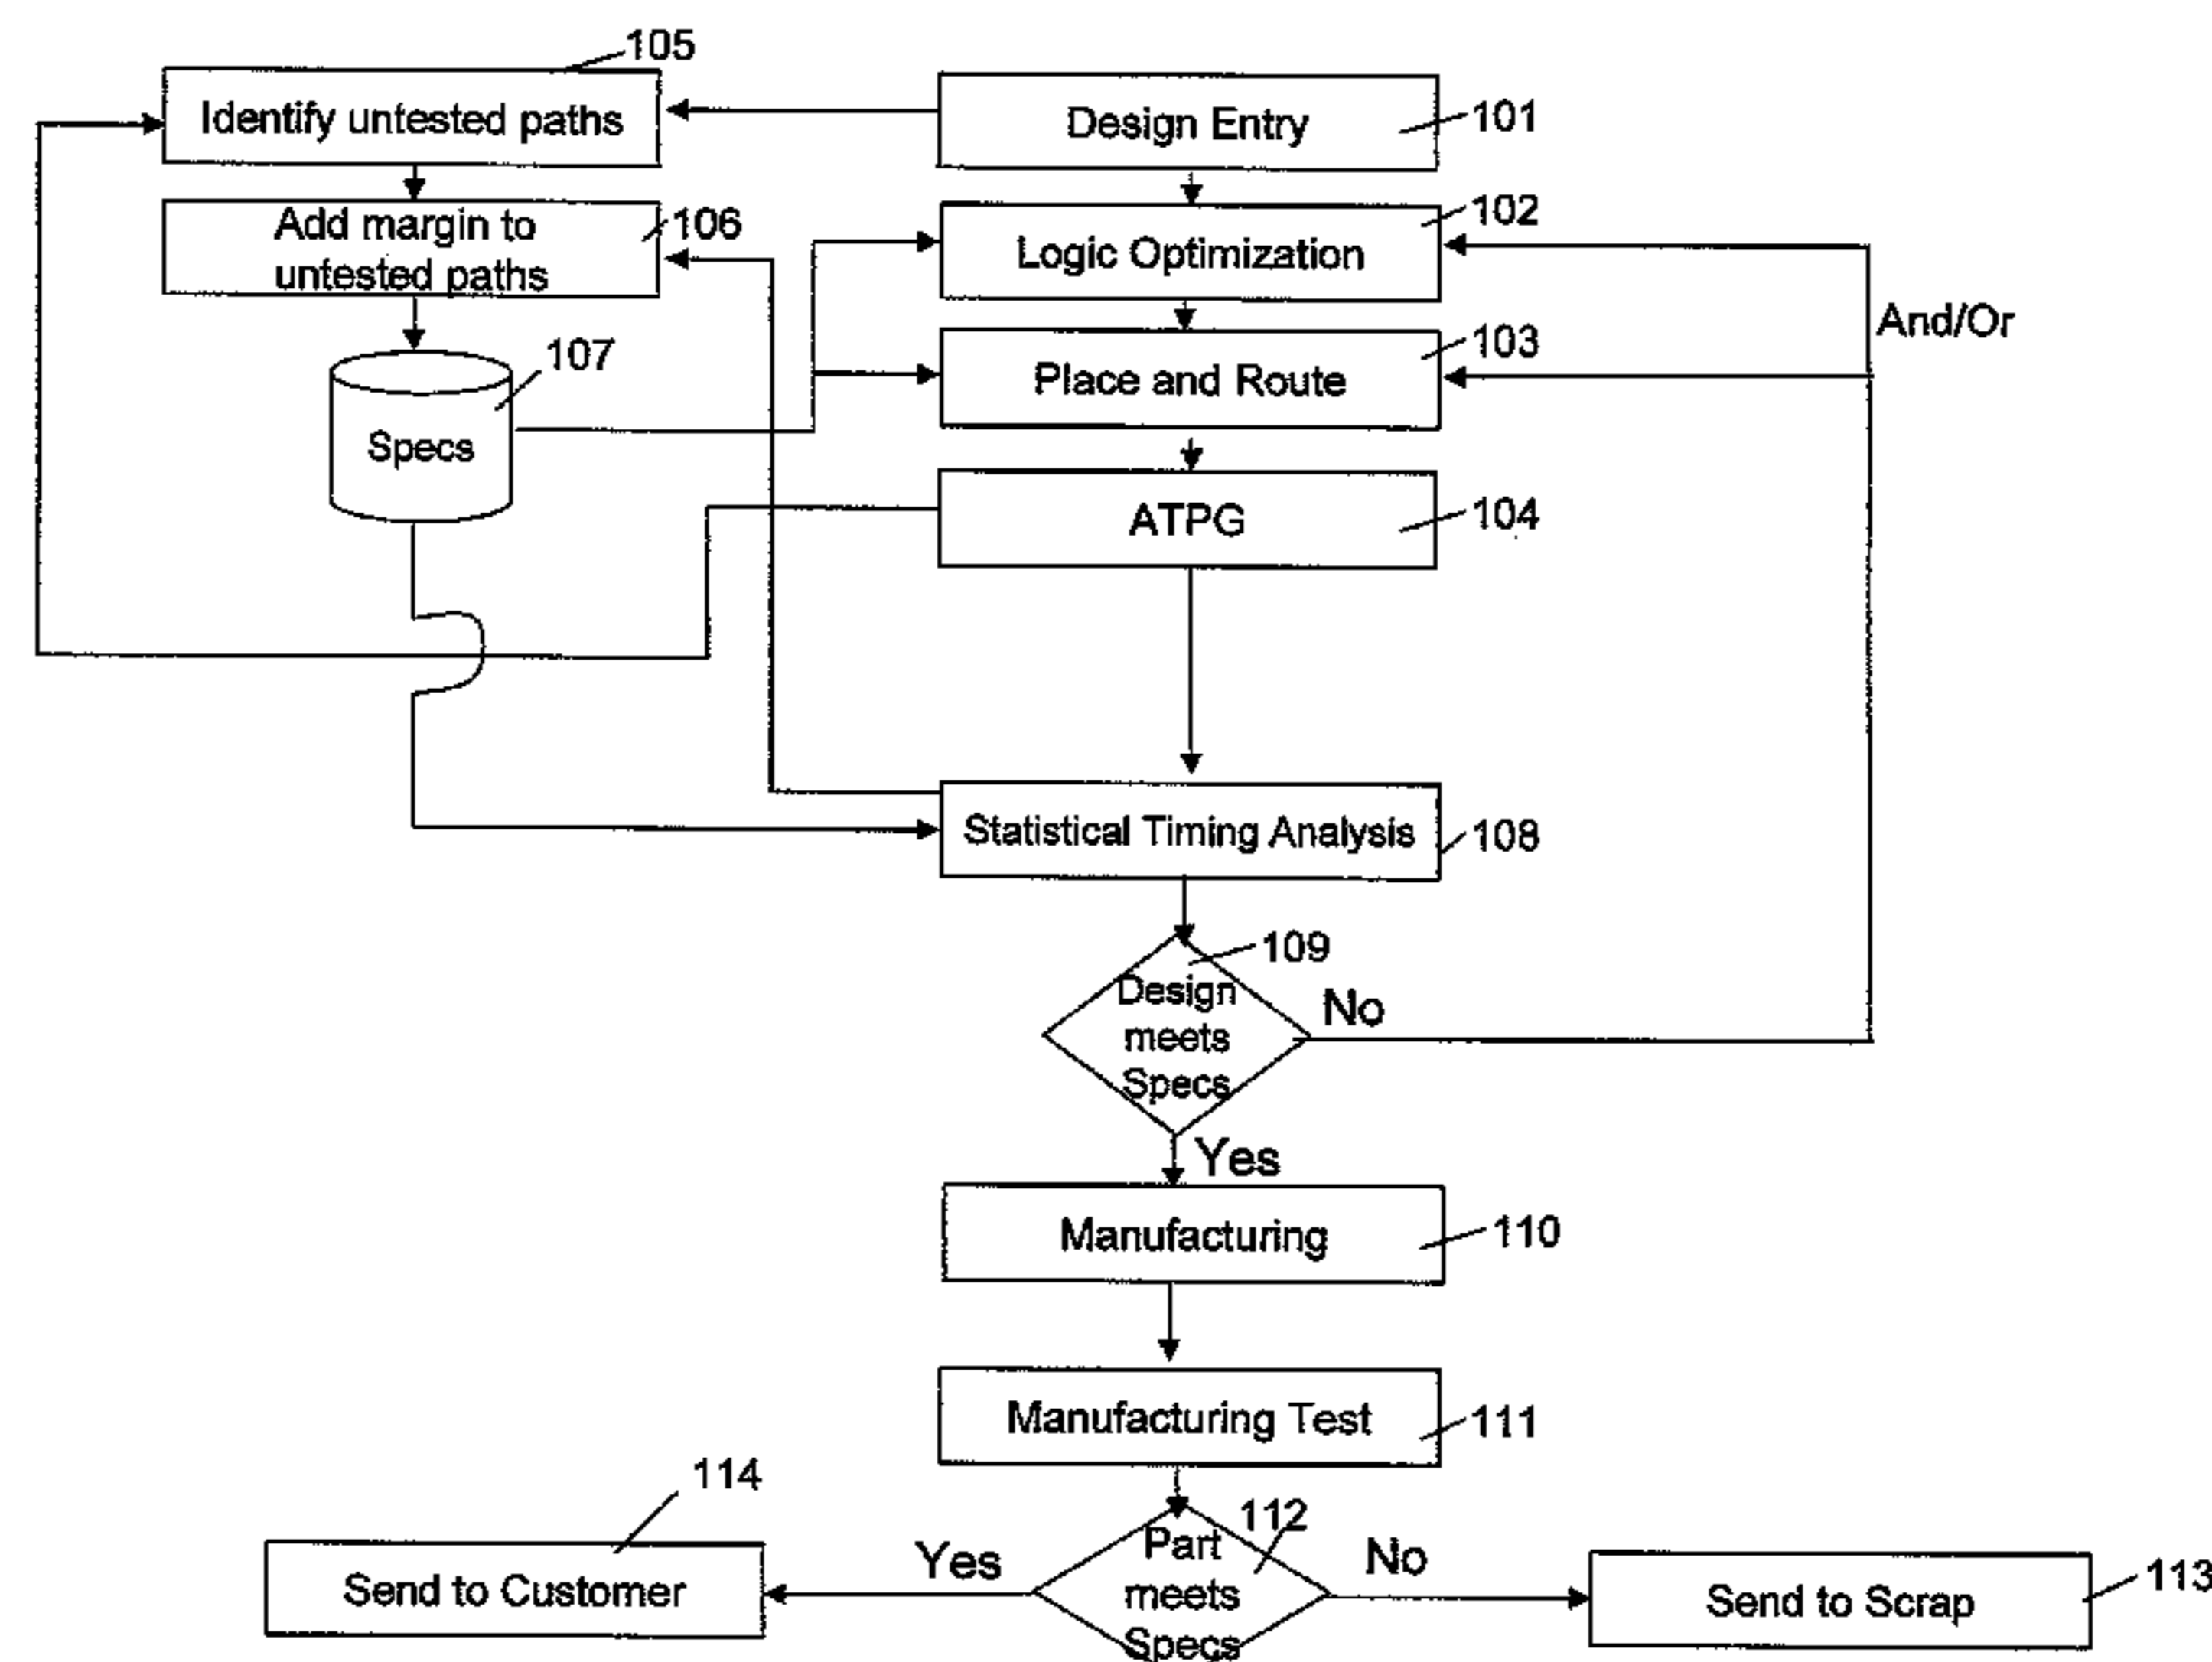 105
Identify untested paths
Design Entry
101
Add margin to
untested paths
106
Logic Optimization
102
And/Or
107
Specs
Place and Route
103
ATPG
104
Statistical Timing Analysis
108
109
Design
meets
Specs
No
Yes
Manufacturing
110
Manufacturing Test
111
114
Send to Customer
Yes
112
Part
meets
Specs
No
Send to Scrap
113